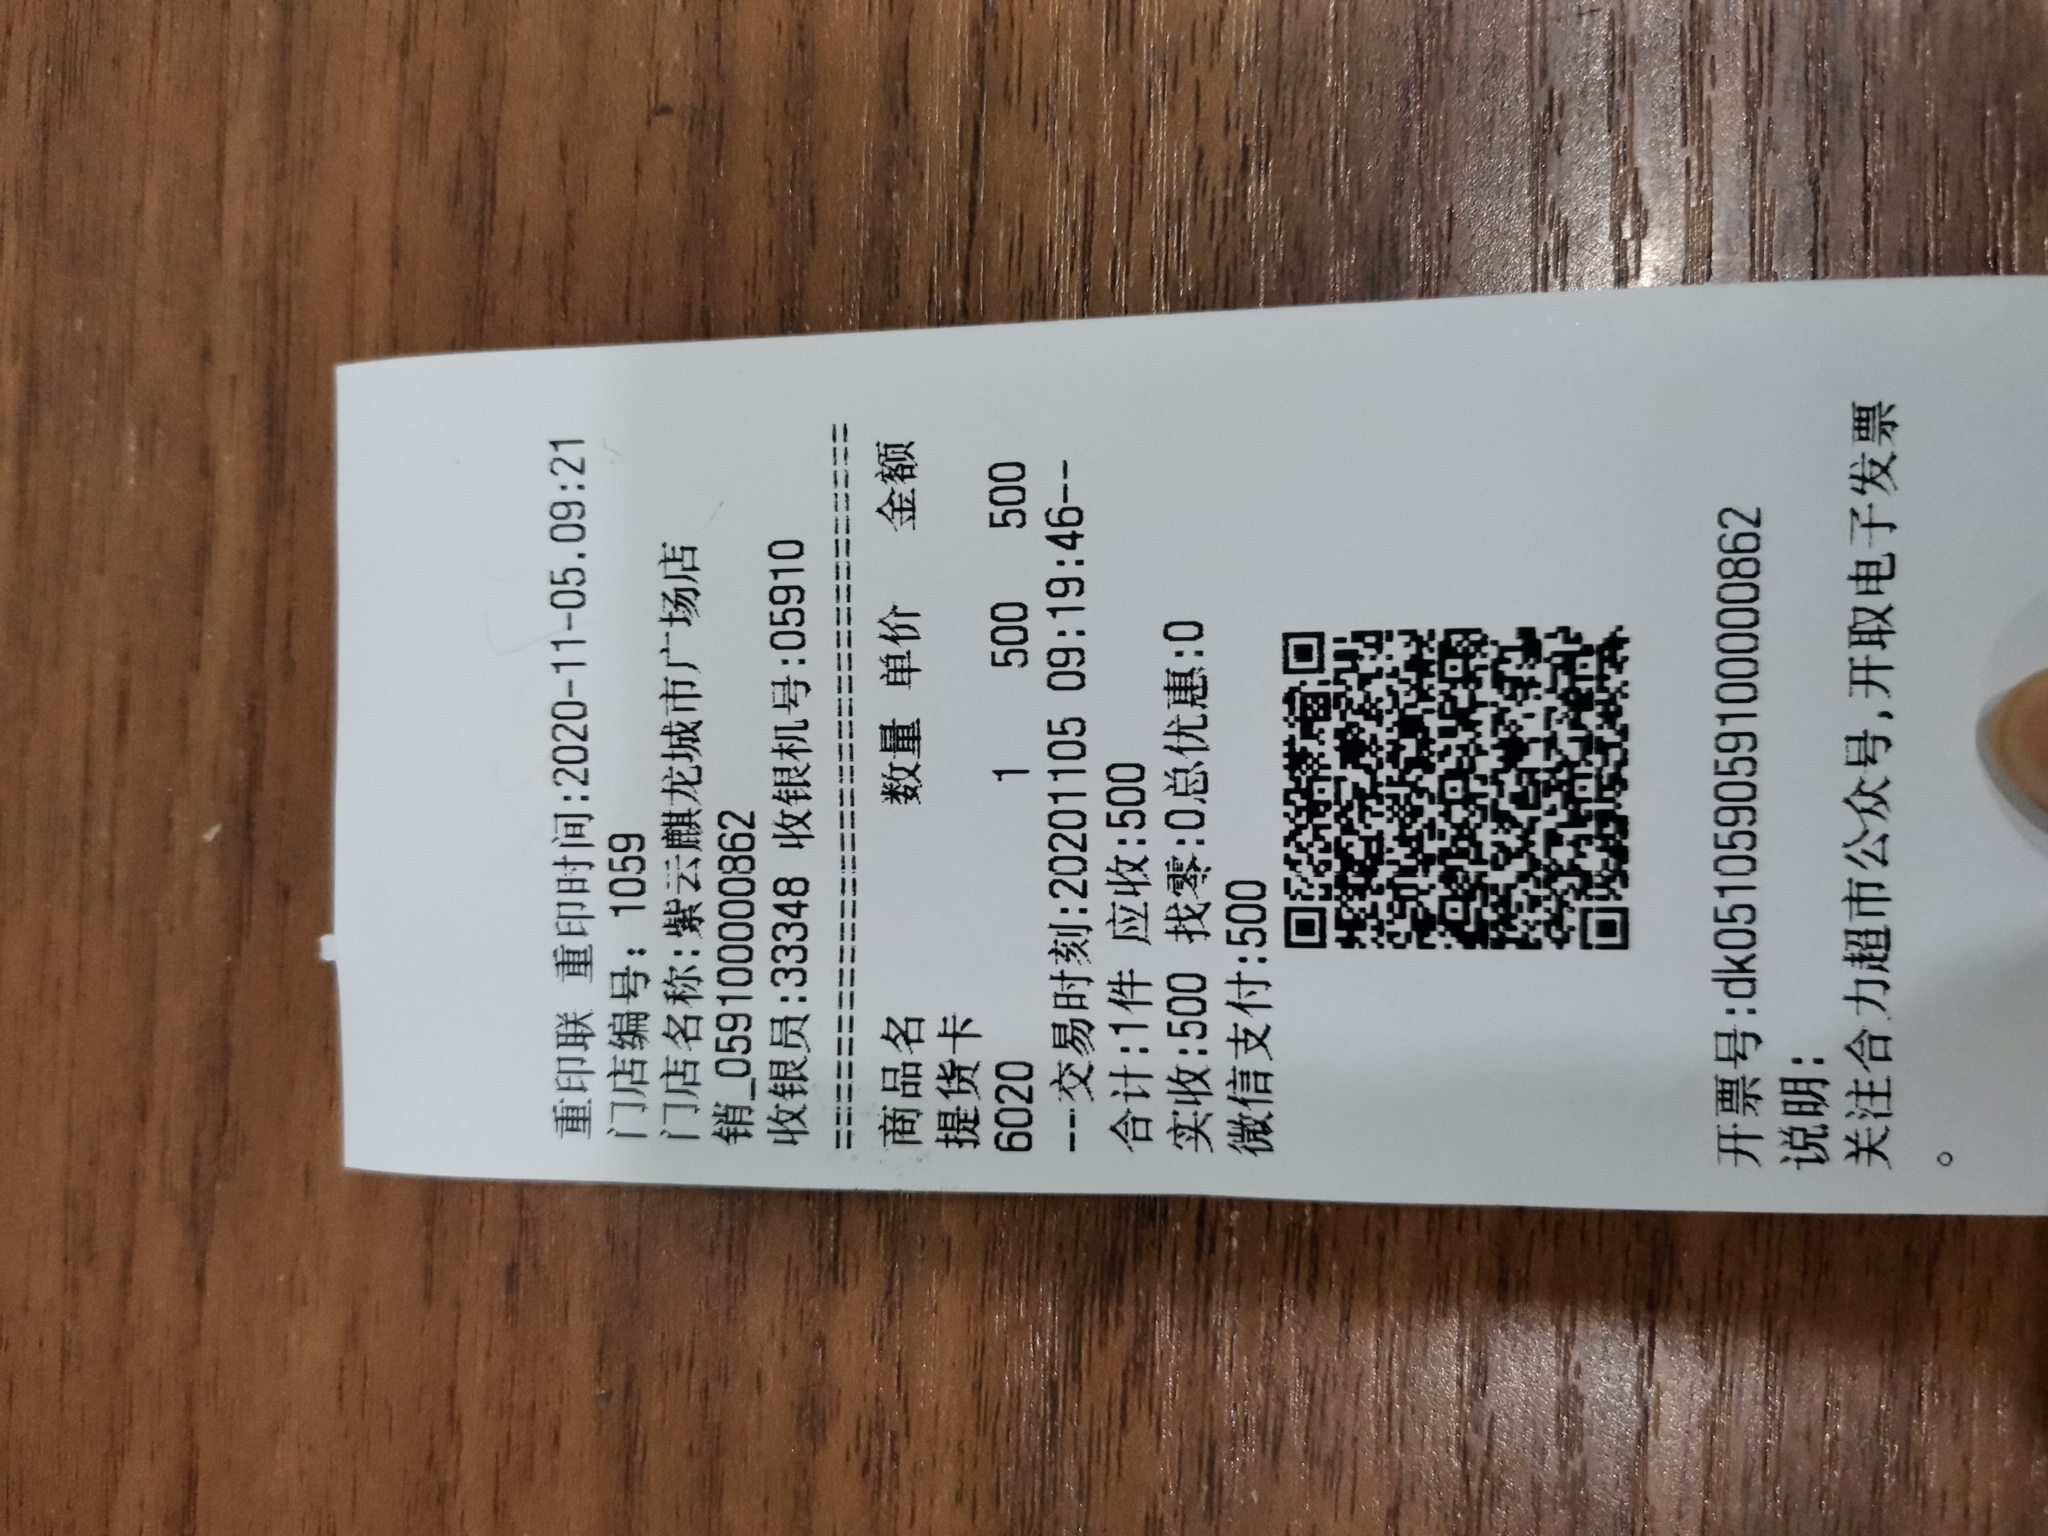 重印联 重印时间:2020-11-05.09:21
门店编号: 1059
门店名称:紫云麒龙城市广场店
销_059100000862
收银员:33348 收银机号:05910
==================================================
商品名 数量 单价 金额
提货卡
6020 1 500 500
---交易时刻:20201105 09:19:46--
合计:1件 应收:500
实收:500 找零:0总优惠:0
微信支付:500
开票号:dk051059059100000862
说明:
关注合力超市公众号,开取电子发票
。